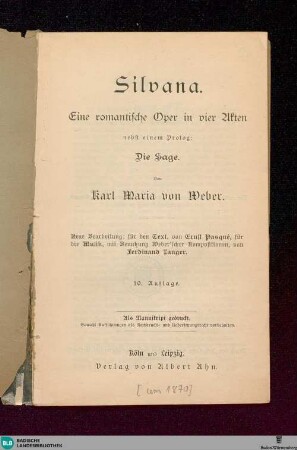 Silvana.
Eine romantische Oper in vier Akten
nebst einem Prolog:
Die Sage.
Von
Karl Maria von Weber.
Neue Bearbeitung: für den Text, von Ernst Pasqué, für
die Musik, mit Benutzung Weber'scher Kompositionen, von
Ferdinand Langer.
10. Auflage.
Als Manuskript gedruckt.
Köln und Leipzig.
Verlag von Albert Ahn.
[um 1870]
BLB
BADISCHE
LANDESBIBLIOTHEK